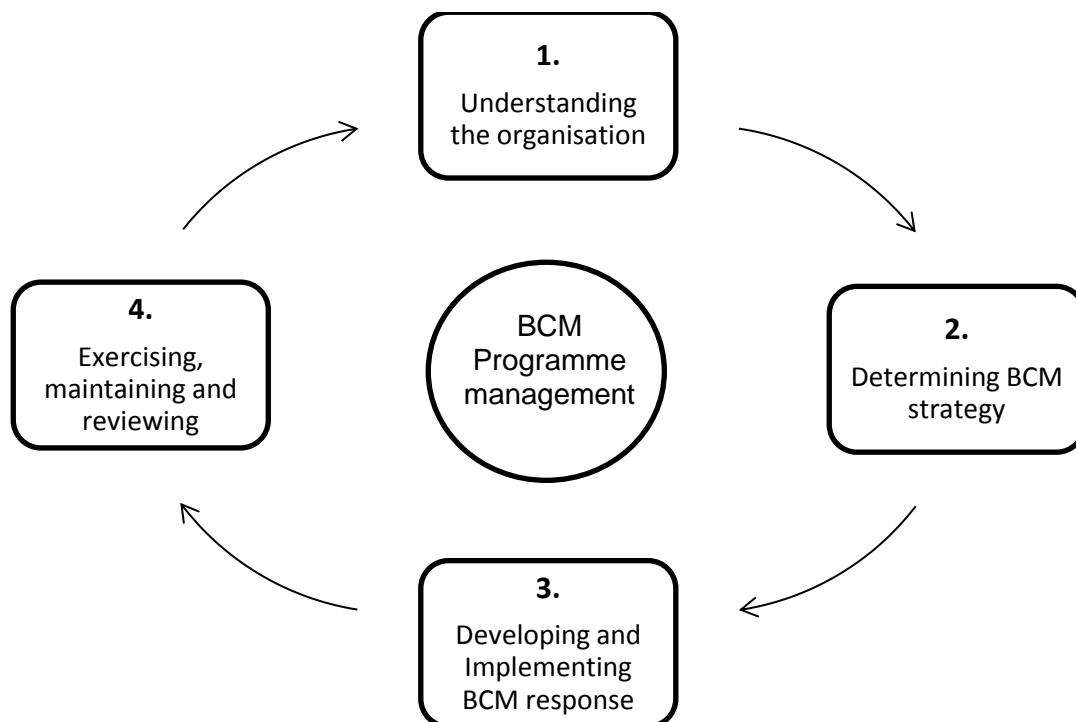 1.
Understanding
the organisation
2.
Determining BCM
strategy
3.
Developing and
Implementing
BCM response
4.
Exercising,
maintaining and
reviewing
BCM
Programme
management